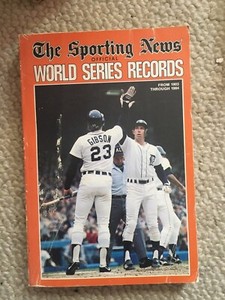 The Sporting News
OFFICIAL
WORLD SERIES RECORDS
FROM 1903
THROUGH 1984
GIBSON
23